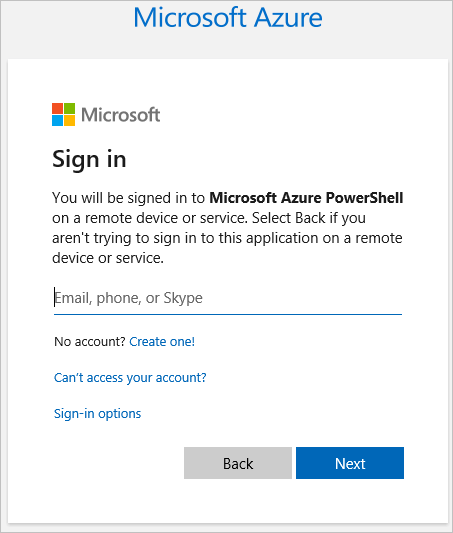 Microsoft Azure
Microsoft
Sign in
You will be signed in to Microsoft Azure PowerShell
on a remote device or service. Select Back if you
aren't trying to sign in to this application on a remote
device or service.
Email, phone, or Skype
No account? Create one!
Can't access your account?
Sign-in options
Back Next